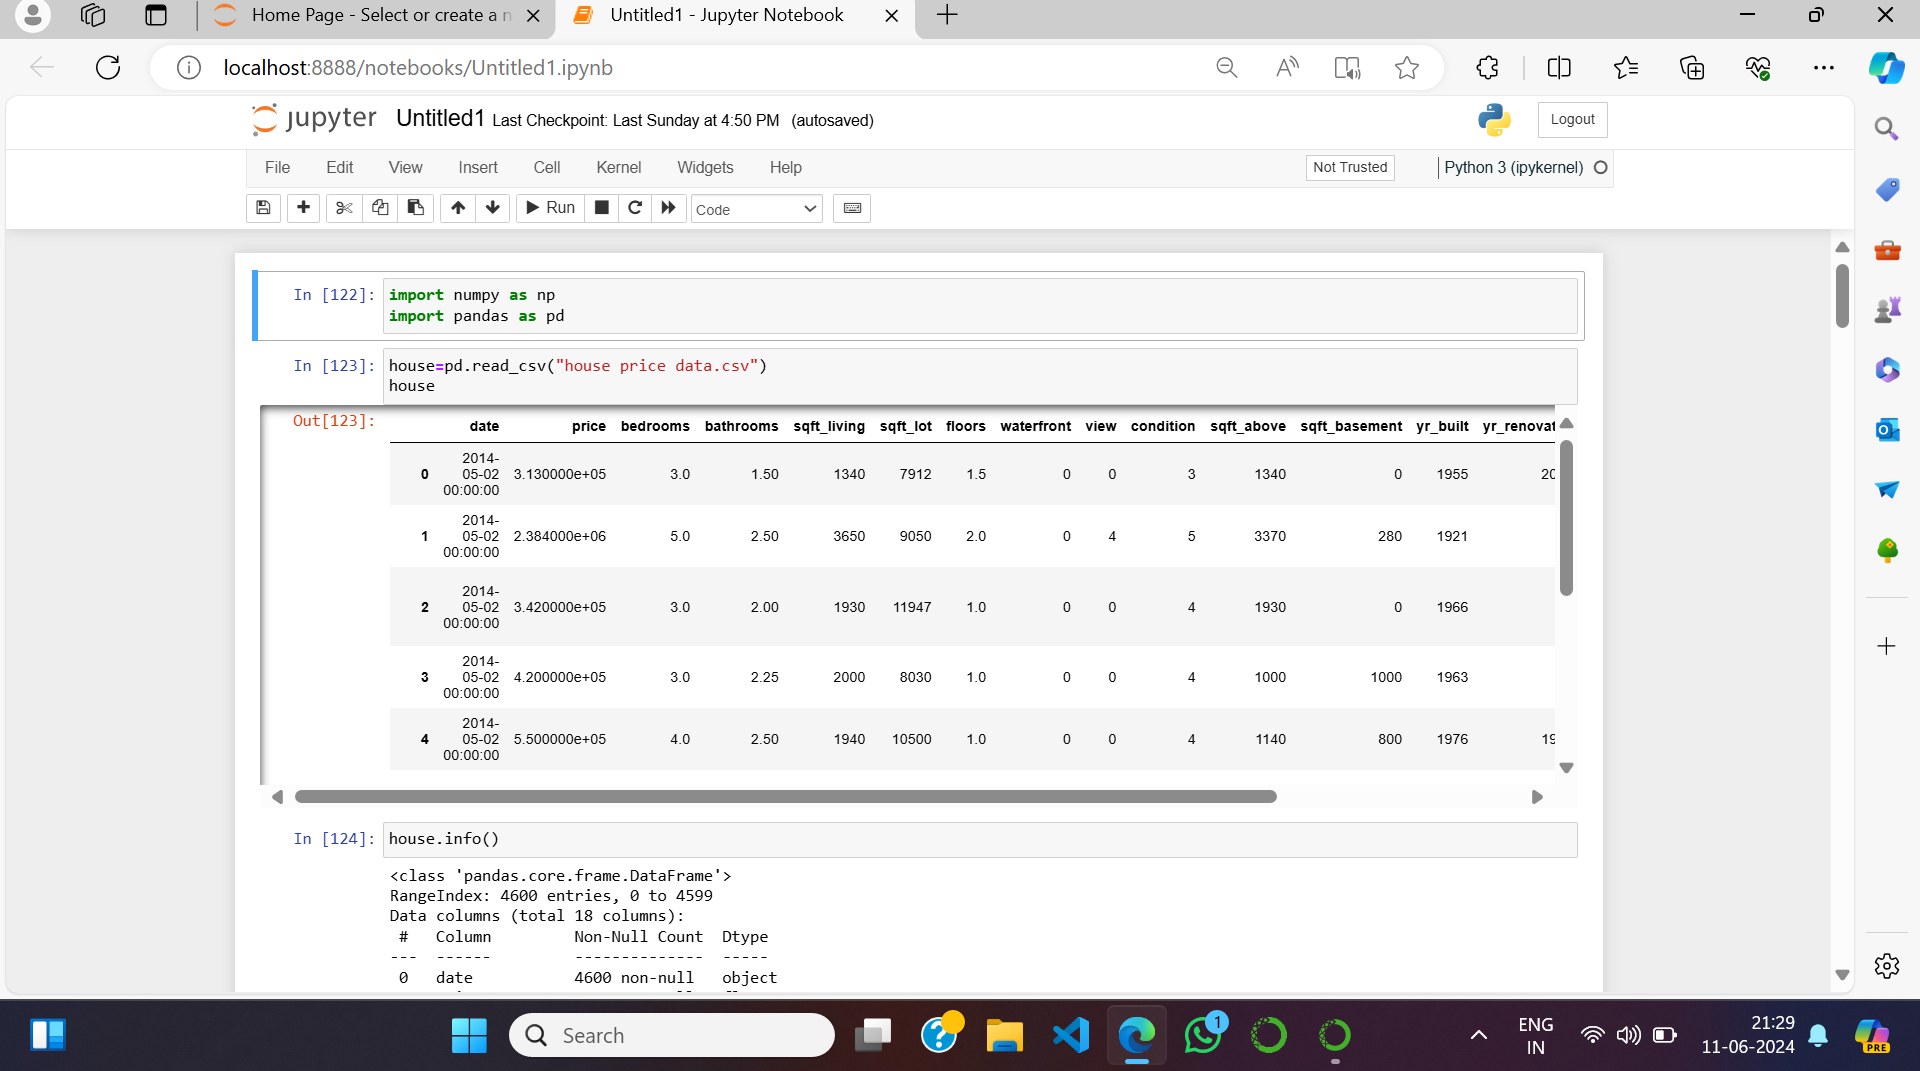 Home Page - Select or create a n
Untitled1 - Jupyter Notebook
localhost:8888/notebooks/Untitled1.ipynb
jupyter Untitled1 Last Checkpoint: Last Sunday at 4:50 PM (autosaved)
Logout
File Edit View Insert Cell Kernel Widgets Help
Not Trusted
Python 3 (ipykernel)
Run
Code
In [122]: import numpy as np
import pandas as pd
In [123]: house=pd.read_csv("house price data.csv")
house
Out[123]:
date price bedrooms bathrooms sqft_living sqft_lot floors waterfront view condition sqft_above sqft_basement yr_built yr_renovat
0 2014-05-02 00:00:00 3.130000e+05 3.0 1.50 1340 7912 1.5 0 0 3 1340 0 1955 20
1 2014-05-02 00:00:00 2.384000e+06 5.0 2.50 3650 9050 2.0 0 4 5 3370 280 1921
2 2014-05-02 00:00:00 3.420000e+05 3.0 2.00 1930 11947 1.0 0 0 4 1930 0 1966
3 2014-05-02 00:00:00 4.200000e+05 3.0 2.25 2000 8030 1.0 0 0 4 1000 1000 1963
4 2014-05-02 00:00:00 5.500000e+05 4.0 2.50 1940 10500 1.0 0 0 4 1140 800 1976 19
In [124]: house.info()
<class 'pandas.core.frame.DataFrame'>
RangeIndex: 4600 entries, 0 to 4599
Data columns (total 18 columns):
# Column Non-Null Count Dtype
--- ------ -------------- -----
0 date 4600 non-null object
Search
1
ENG
IN
21:29
11-06-2024
PRE